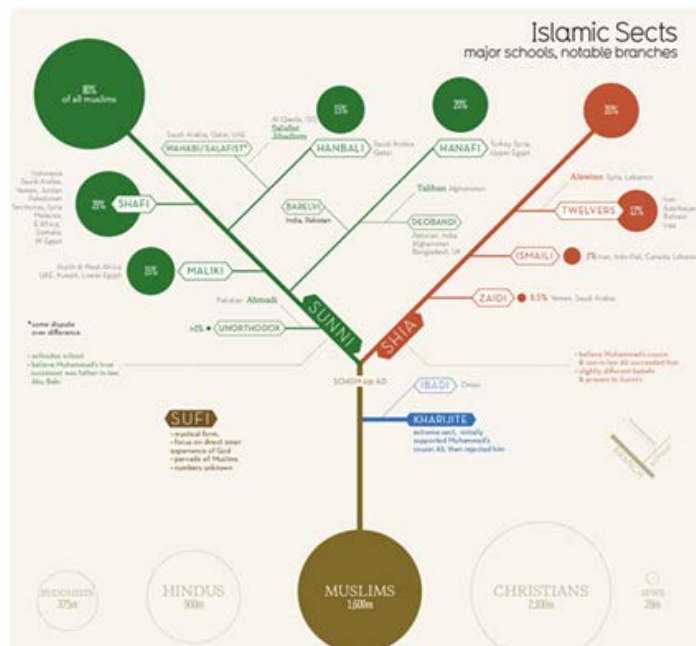 Islamic Sects
major schools, notable branches
80%
of all muslims
Saudi Arabia, Qatar, UAE
WAHABI/SALAFIST*
Al Qaeda, ISIS
Salafist
Jihadism
15%
HANBALI
Saudi Arabia
Qatar
HANAFI
Turkey, Syria
Upper Egypt
20%
Indonesia
Saudi Arabia
Yemen, Jordan
Palestinian
Territories, Syria
Malaysia,
E Africa,
Somalia,
W Egypt
SHAFI
BARELVI
India, Pakistan
Taliban Afghanistan
DEOBANDI
Pakistan, India
Afghanistan
Bangladesh, UK
North & West Africa
UAE, Kuwait, Lower Egypt
15%
MALIKI
Pakistan Ahmadi
UNORTHODOX
SUNNI
SHIA
Alawites Syria, Lebanon
TWELVERS
12%
Iran
Azerbaijan
Bahrain
Iraq
ISMAILI
2% Iran, Indo-Pak, Canada, Lebanon
ZAIDI
0.5% Yemen, Saudi Arabia
*some dispute
over difference
• orthodox school
• believe Muhammad's true
successor was father-in-law
Abu Bakr
• believe Muhammad's cousin
& son-in-law Ali succeeded him
• slightly different beliefs
& prayers to Sunni's
IBADI Oman
KHARIJITE
extreme sect, initially
supported Muhammad's
cousin Ali, then rejected him
SUFI
• mystical form,
• focus on direct inner
experience of God
• pervade all Muslims
• numbers unknown
BRANCH
BUDDHISTS
375m
HINDUS
900m
MUSLIMS
1,600m
CHRISTIANS
2,100m
JEWS